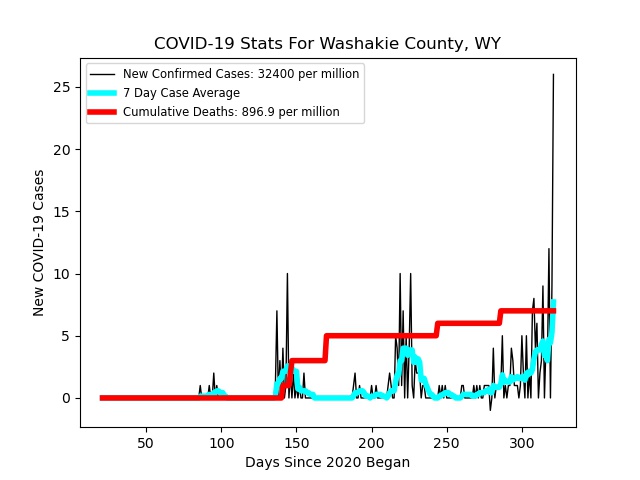 COVID-19 Stats For Washakie County, WY
New Confirmed Cases: 32400 per million
7 Day Case Average
Cumulative Deaths: 896.9 per million
New COVID-19 Cases
25
20
15
10
5
0
50 100 150 200 250 300
Days Since 2020 Began